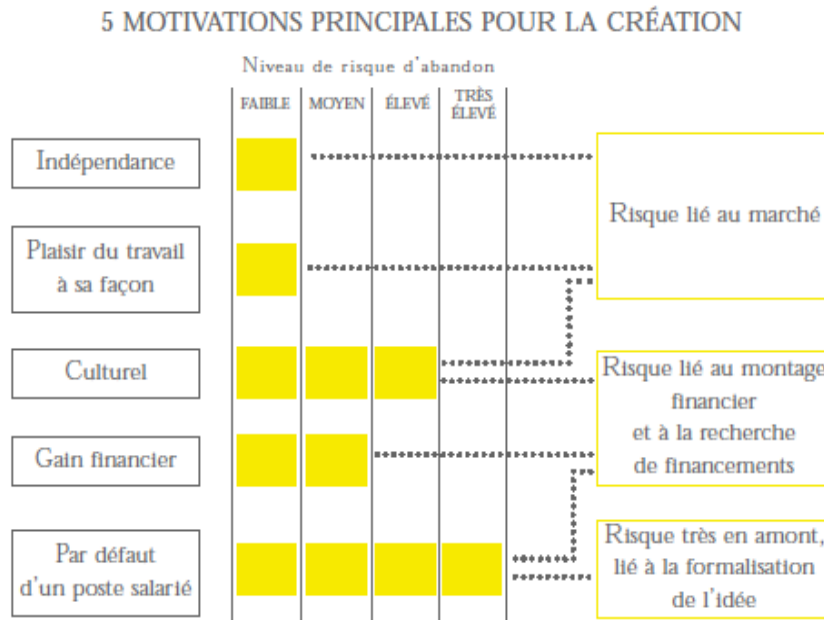 5 MOTIVATIONS PRINCIPALES POUR LA CRÉATION
Niveau de risque d'abandon
FAIBLE
MOYEN
ÉLEVÉ
TRÈS
ÉLEVÉ
Indépendance
Risque lié au marché
Plaisir du travail
à sa façon
Culturel
Risque lié au montage
financier
et à la recherche
de financements
Gain financier
Par défaut
d'un poste salarié
Risque très en amont,
lié à la formalisation
de l'idée